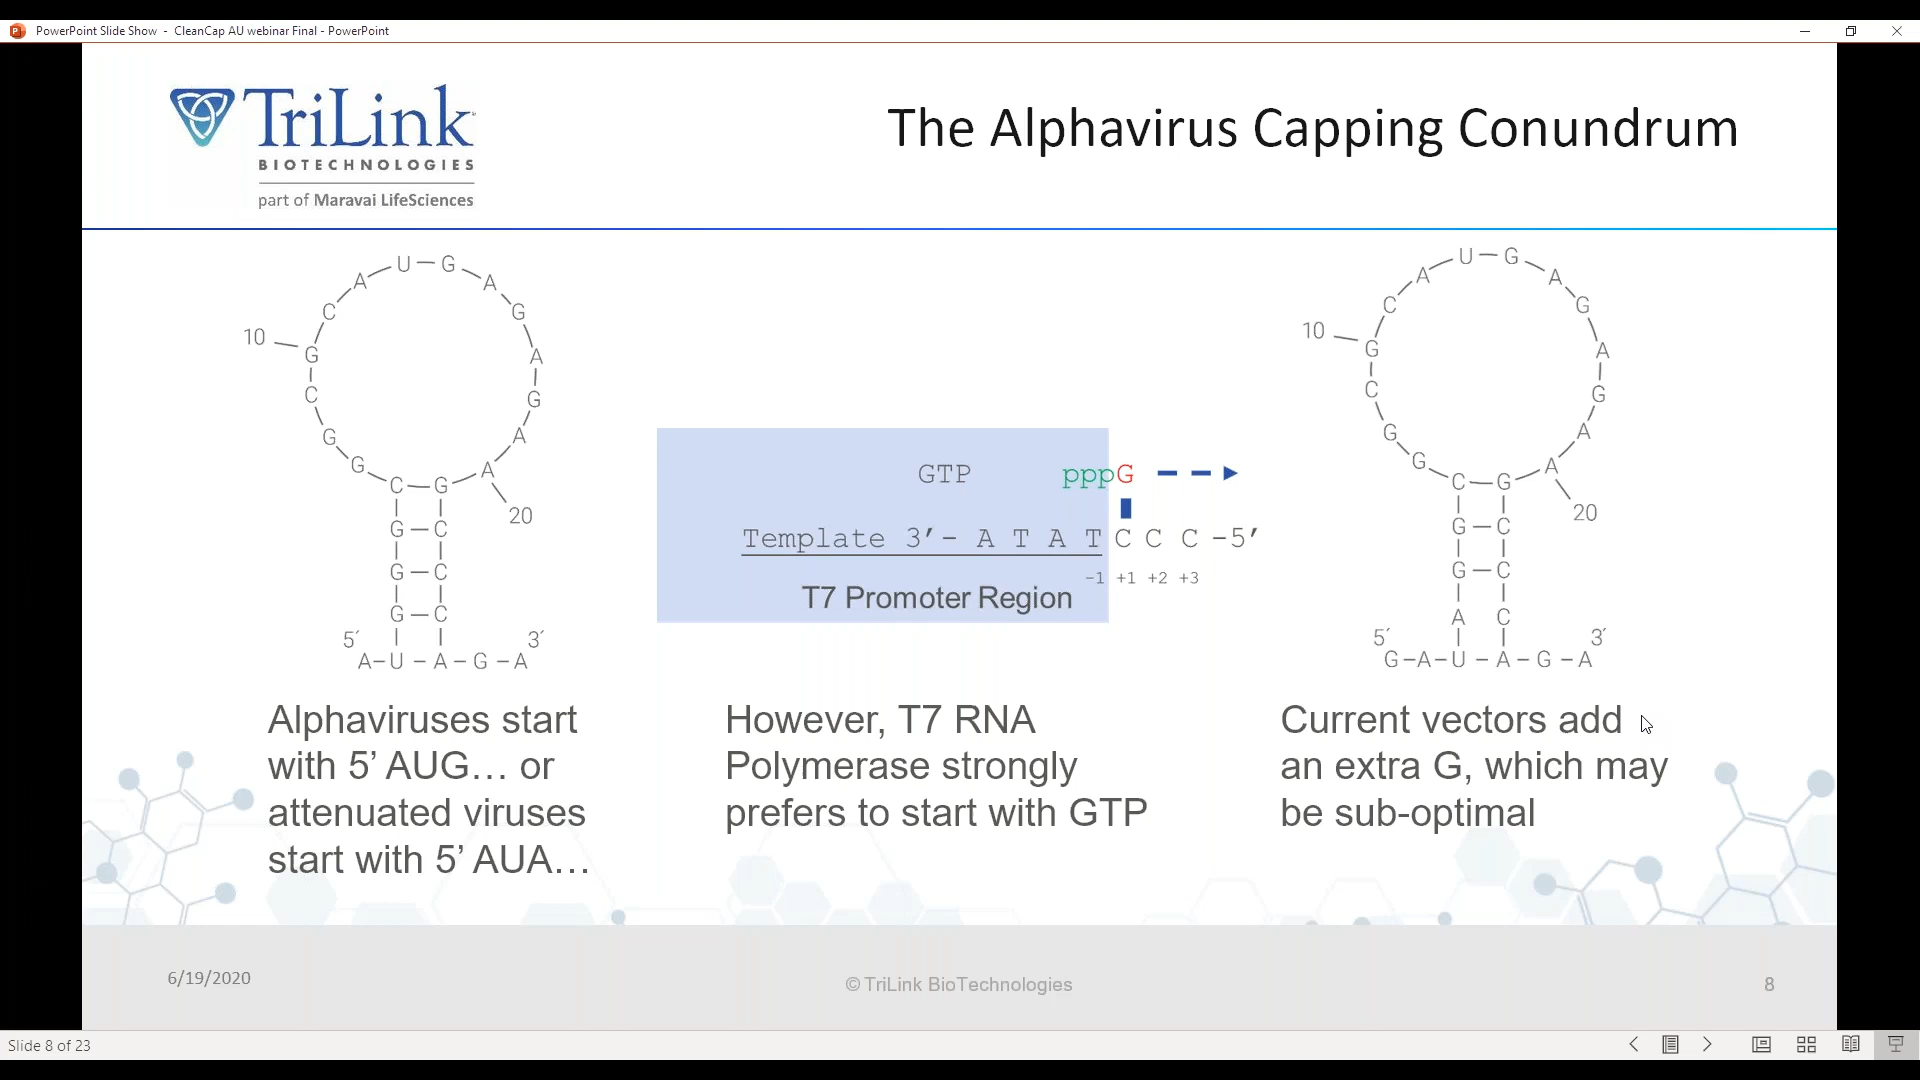 PowerPoint Slide Show - CleanCap AU webinar Final - PowerPoint
TriLink
BIOTECHNOLOGIES
part of Maravai LifeSciences
The Alphavirus Capping Conundrum
U G
A A
C G
10
G A
C G
G A
G A
C G
20
G C
G C
G C
5′ 3′
A-U-A-G-A
Alphaviruses start
with 5’ AUG… or
attenuated viruses
start with 5’ AUA…
GTP pppG
Template 3′- A T A T C C C -5′
-1 +1 +2 +3
T7 Promoter Region
However, T7 RNA
Polymerase strongly
prefers to start with GTP
U G
A A
C G
10
G A
C G
G A
G A
C G
20
G C
G C
A C
5′ 3′
G-A-U-A-G-A
Current vectors add
an extra G, which may
be sub-optimal
6/19/2020
© TriLink BioTechnologies
8
Slide 8 of 23